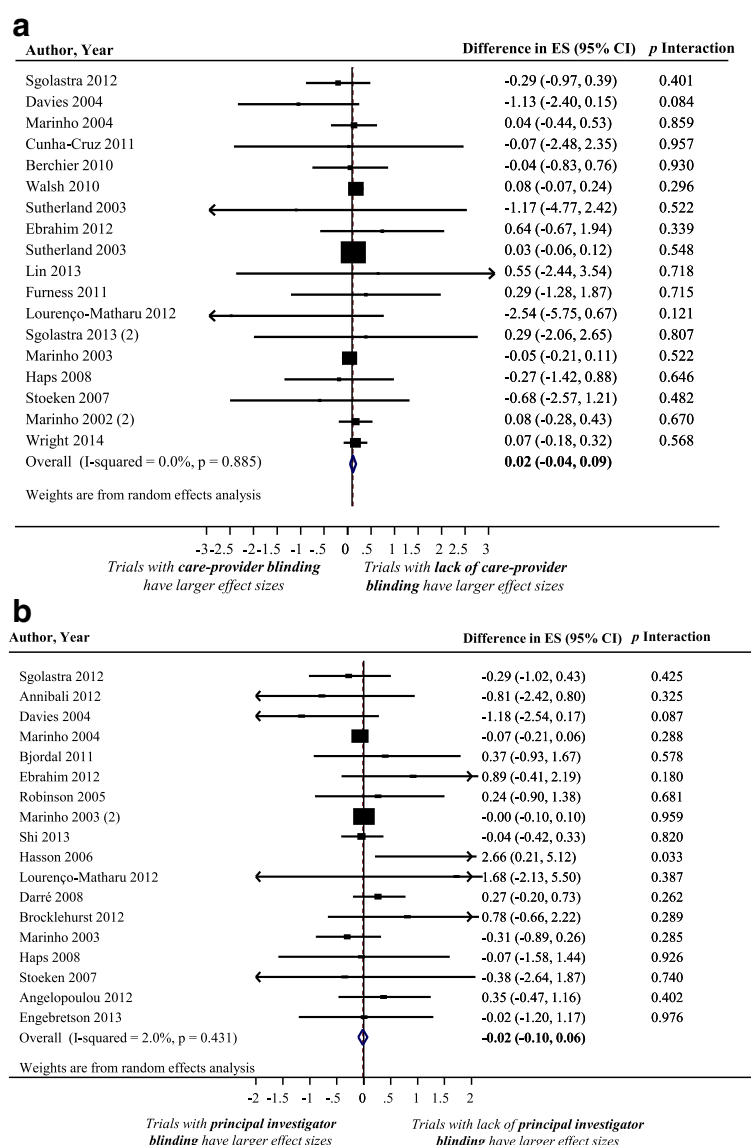 a
Author, Year Difference in ES (95% CI) p Interaction
Sgolastra 2012 -0.29 (-0.97, 0.39) 0.401
Davies 2004 -1.13 (-2.40, 0.15) 0.084
Marinho 2004 0.04 (-0.44, 0.53) 0.859
Cunha-Cruz 2011 -0.07 (-2.48, 2.35) 0.957
Berchier 2010 -0.04 (-0.83, 0.76) 0.930
Walsh 2010 0.08 (-0.07, 0.24) 0.296
Sutherland 2003 -1.17 (-4.77, 2.42) 0.522
Ebrahim 2012 0.64 (-0.67, 1.94) 0.339
Sutherland 2003 0.03 (-0.06, 0.12) 0.548
Lin 2013 0.55 (-2.44, 3.54) 0.718
Furness 2011 0.29 (-1.28, 1.87) 0.715
Lourenço-Matharu 2012 -2.54 (-5.75, 0.67) 0.121
Sgolastra 2013 (2) 0.29 (-2.06, 2.65) 0.807
Marinho 2003 -0.05 (-0.21, 0.11) 0.522
Haps 2008 -0.27 (-1.42, 0.88) 0.646
Stoeken 2007 -0.68 (-2.57, 1.21) 0.482
Marinho 2002 (2) 0.08 (-0.28, 0.43) 0.670
Wright 2014 0.07 (-0.18, 0.32) 0.568
Overall (I-squared = 0.0%, p = 0.885) 0.02 (-0.04, 0.09)
Weights are from random effects analysis
-3 -2.5 -2 -1 -.5 0 .5 1 1.5 2 2.5 3
Trials with care-provider blinding Trials with lack of care-provider
have larger effect sizes blinding have larger effect sizes
b
Author, Year Difference in ES (95% CI) p Interaction
Sgolastra 2012 -0.29 (-1.02, 0.43) 0.425
Annibali 2012 -0.81 (-2.42, 0.80) 0.325
Davies 2004 -1.18 (-2.54, 0.17) 0.087
Marinho 2004 -0.07 (-0.21, 0.06) 0.288
Bjordal 2011 0.37 (-0.93, 1.67) 0.578
Ebrahim 2012 0.89 (-0.41, 2.19) 0.180
Robinson 2005 0.24 (-0.90, 1.38) 0.681
Marinho 2003 (2) -0.00 (-0.10, 0.10) 0.959
Shi 2013 -0.04 (-0.42, 0.33) 0.820
Hasson 2006 2.66 (0.21, 5.12) 0.033
Lourenço-Matharu 2012 1.68 (-2.13, 5.50) 0.387
Darré 2008 0.27 (-0.20, 0.73) 0.262
Brocklehurst 2012 0.78 (-0.66, 2.22) 0.289
Marinho 2003 -0.31 (-0.89, 0.26) 0.285
Haps 2008 -0.07 (-1.58, 1.44) 0.926
Stoeken 2007 -0.38 (-2.64, 1.87) 0.740
Angelopoulou 2012 0.35 (-0.47, 1.16) 0.402
Engebretson 2013 -0.02 (-1.20, 1.17) 0.976
Overall (I-squared = 2.0%, p = 0.431) -0.02 (-0.10, 0.06)
Weights are from random effects analysis
-2 -1.5 -1 -.5 0 .5 1 1.5 2
Trials with principal investigator Trials with lack of principal investigator
blinding have larger effect sizes blinding have larger effect sizes